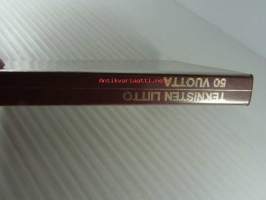 Antikvariaatti.net
TEKNISTEN LIITTO
50 VUOTTA